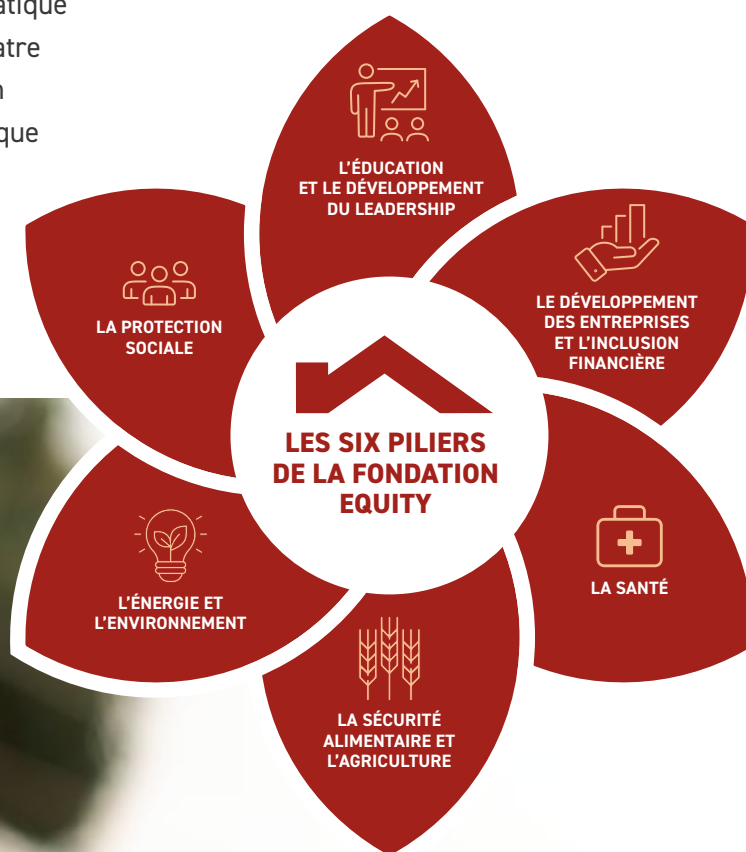 L'ÉDUCATION
ET LE DÉVELOPPEMENT
DU LEADERSHIP
LE DÉVELOPPEMENT
DES ENTREPRISES
ET L'INCLUSION
FINANCIÈRE
LA PROTECTION
SOCIALE
LES SIX PILIERS
DE LA FONDATION
EQUITY
LA SANTÉ
L'ÉNERGIE ET
L'ENVIRONNEMENT
LA SÉCURITÉ
ALIMENTAIRE ET
L'AGRICULTURE